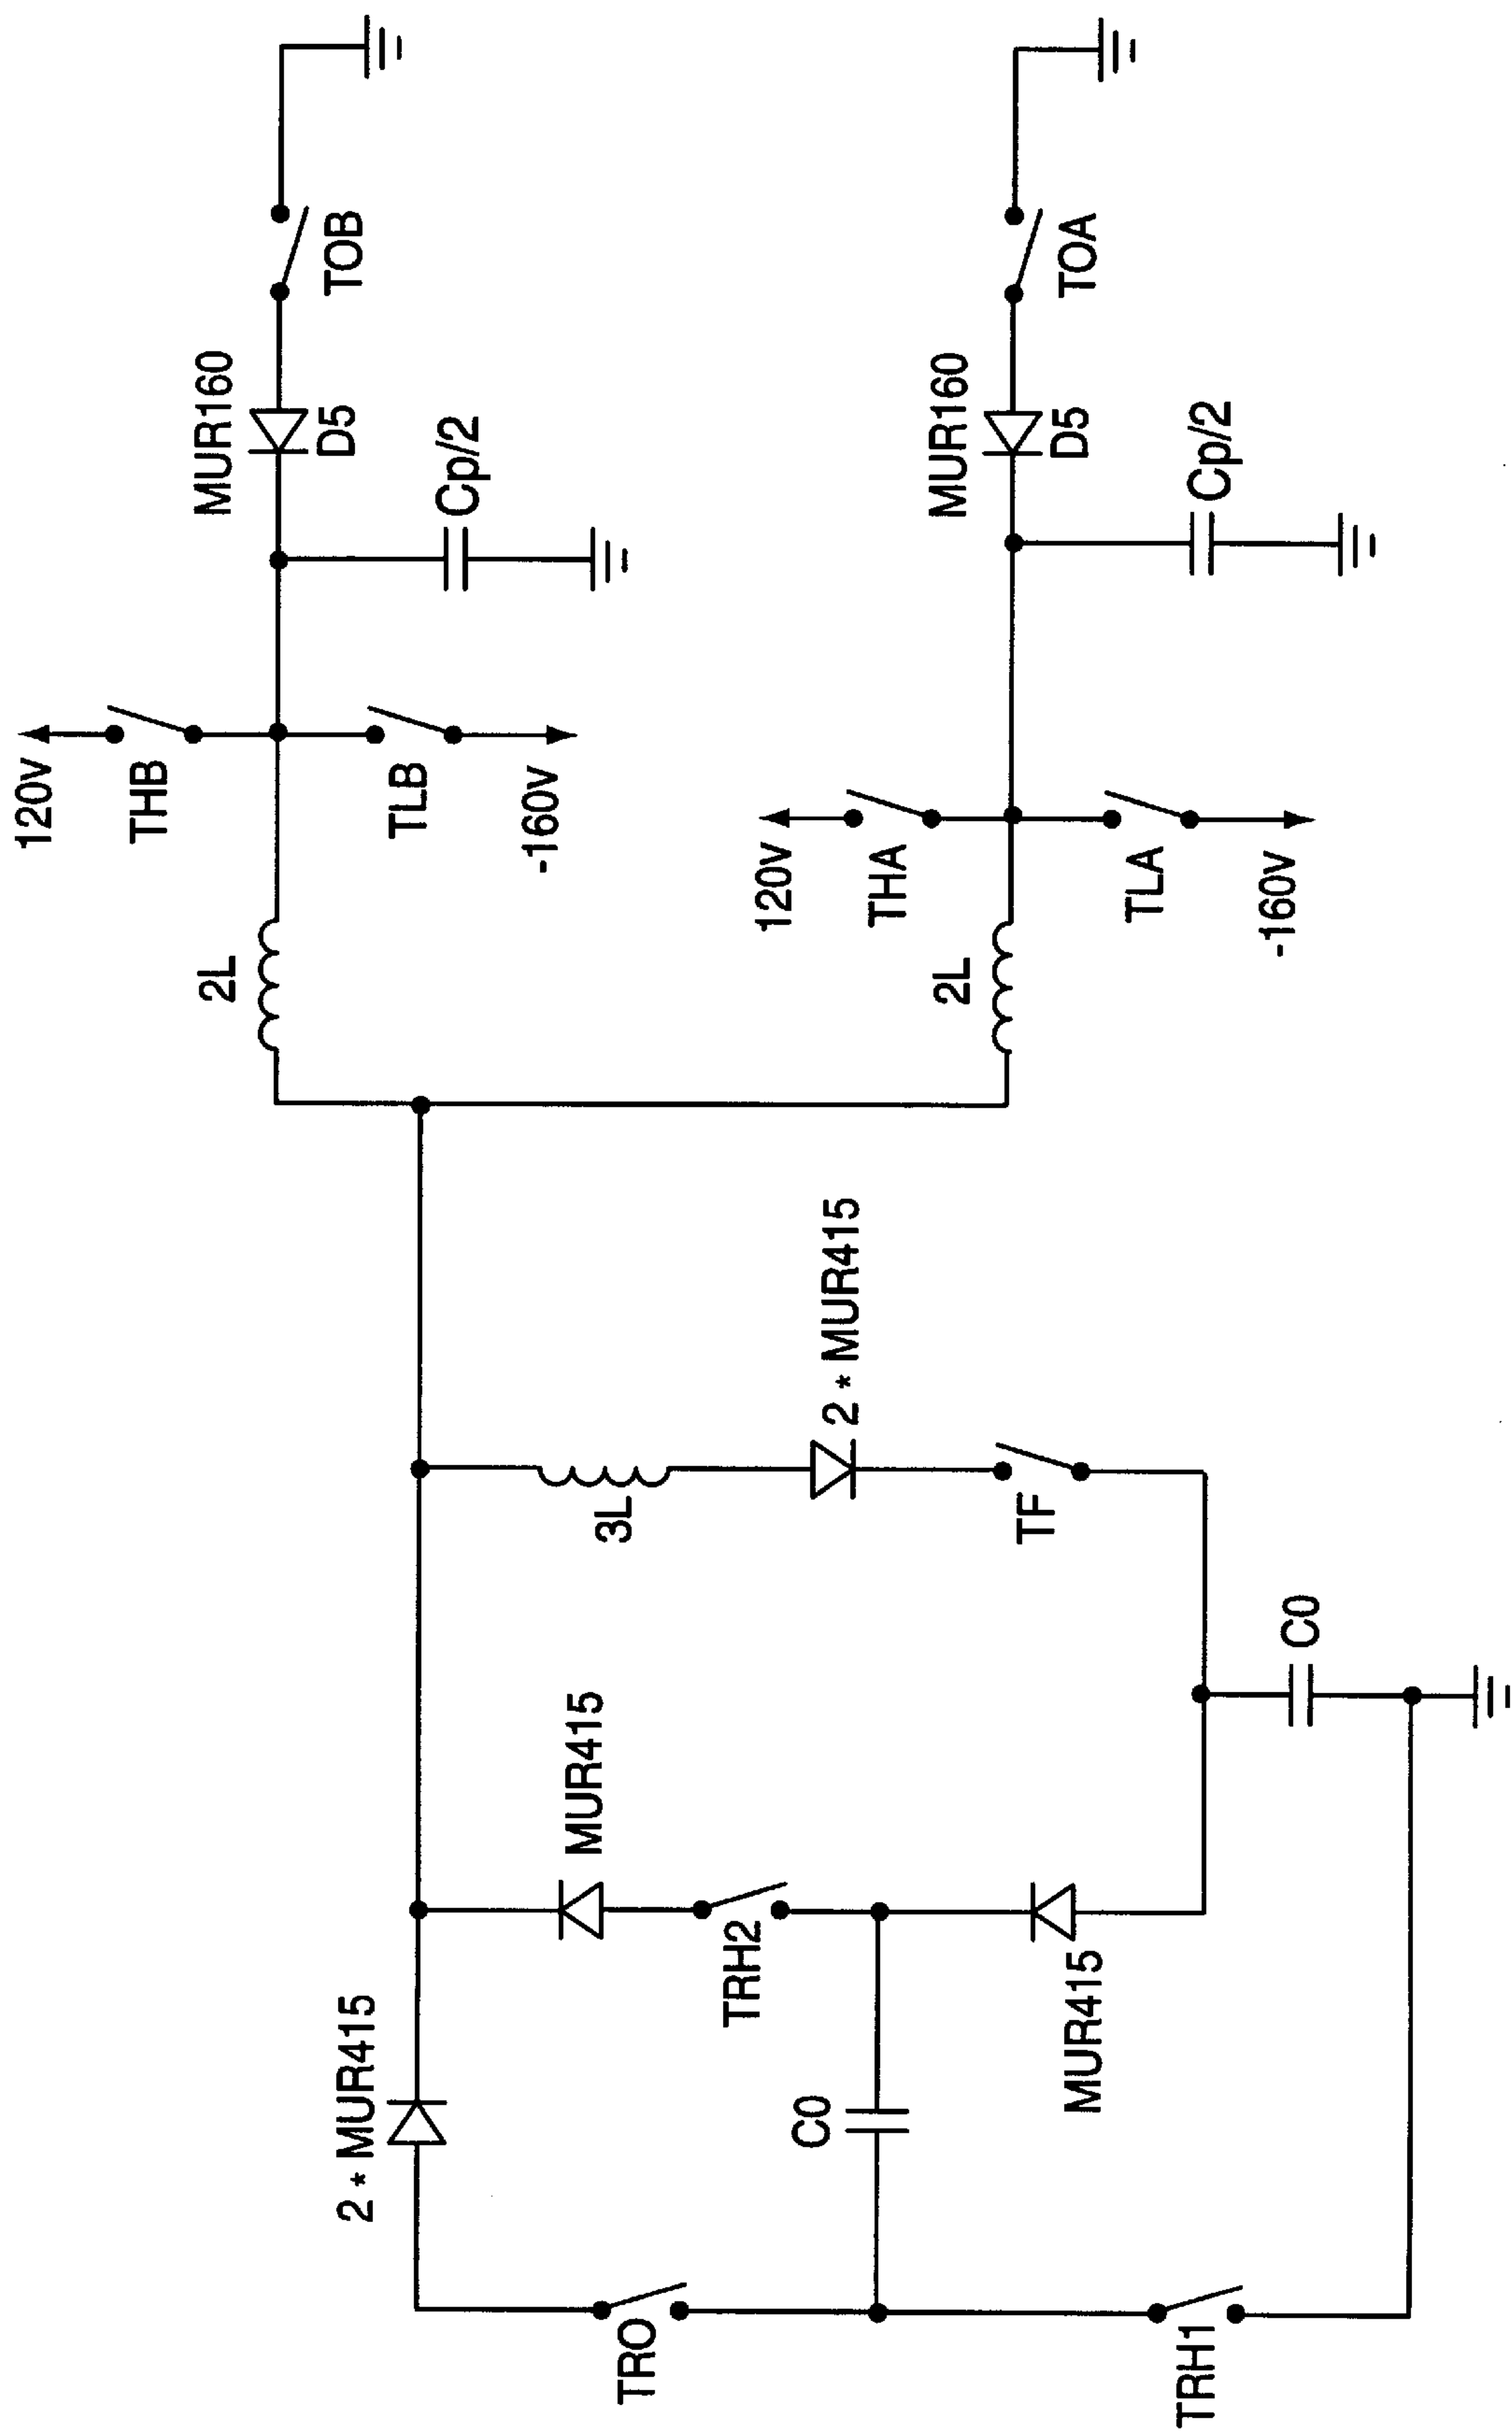 TOB
MUR160
D5
Cp/2
120v
THB
TLB
-160v
2L
TOA
MUR160
D5
Cp/2
120v
THA
TLA
-160v
2L
2 * MUR415
3L
TF
C0
MUR415
TRH2
MUR415
2 * MUR415
C0
TRO
TRH1